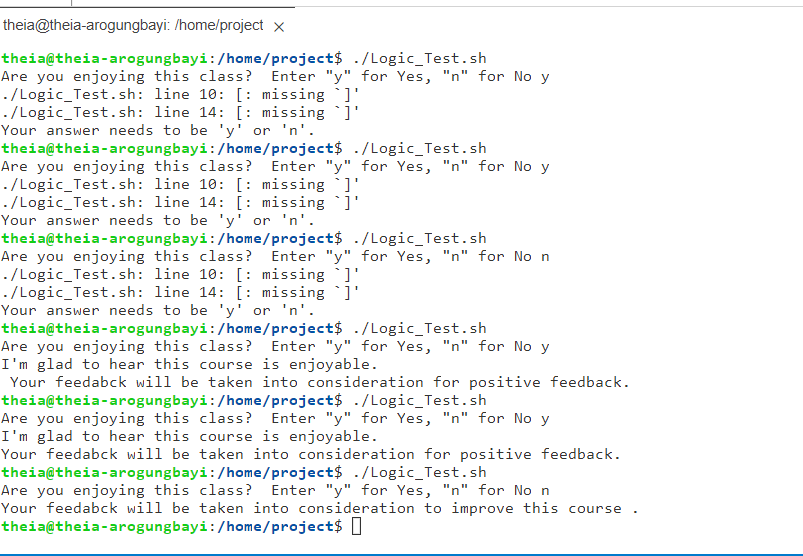 theia@theia-arogungbayi: /home/project ×
theia@theia-arogungbayi:/home/project$ ./Logic_Test.sh
Are you enjoying this class?  Enter "y" for Yes, "n" for No y
./Logic_Test.sh: line 10: [: missing `]'
./Logic_Test.sh: line 14: [: missing `]'
Your answer needs to be 'y' or 'n'.
theia@theia-arogungbayi:/home/project$ ./Logic_Test.sh
Are you enjoying this class?  Enter "y" for Yes, "n" for No y
./Logic_Test.sh: line 10: [: missing `]'
./Logic_Test.sh: line 14: [: missing `]'
Your answer needs to be 'y' or 'n'.
theia@theia-arogungbayi:/home/project$ ./Logic_Test.sh
Are you enjoying this class?  Enter "y" for Yes, "n" for No n
./Logic_Test.sh: line 10: [: missing `]'
./Logic_Test.sh: line 14: [: missing `]'
Your answer needs to be 'y' or 'n'.
theia@theia-arogungbayi:/home/project$ ./Logic_Test.sh
Are you enjoying this class?  Enter "y" for Yes, "n" for No y
I'm glad to hear this course is enjoyable.
 Your feedabck will be taken into consideration for positive feedback.
theia@theia-arogungbayi:/home/project$ ./Logic_Test.sh
Are you enjoying this class?  Enter "y" for Yes, "n" for No y
I'm glad to hear this course is enjoyable.
Your feedabck will be taken into consideration for positive feedback.
theia@theia-arogungbayi:/home/project$ ./Logic_Test.sh
Are you enjoying this class?  Enter "y" for Yes, "n" for No n
Your feedabck will be taken into consideration to improve this course .
theia@theia-arogungbayi:/home/project$